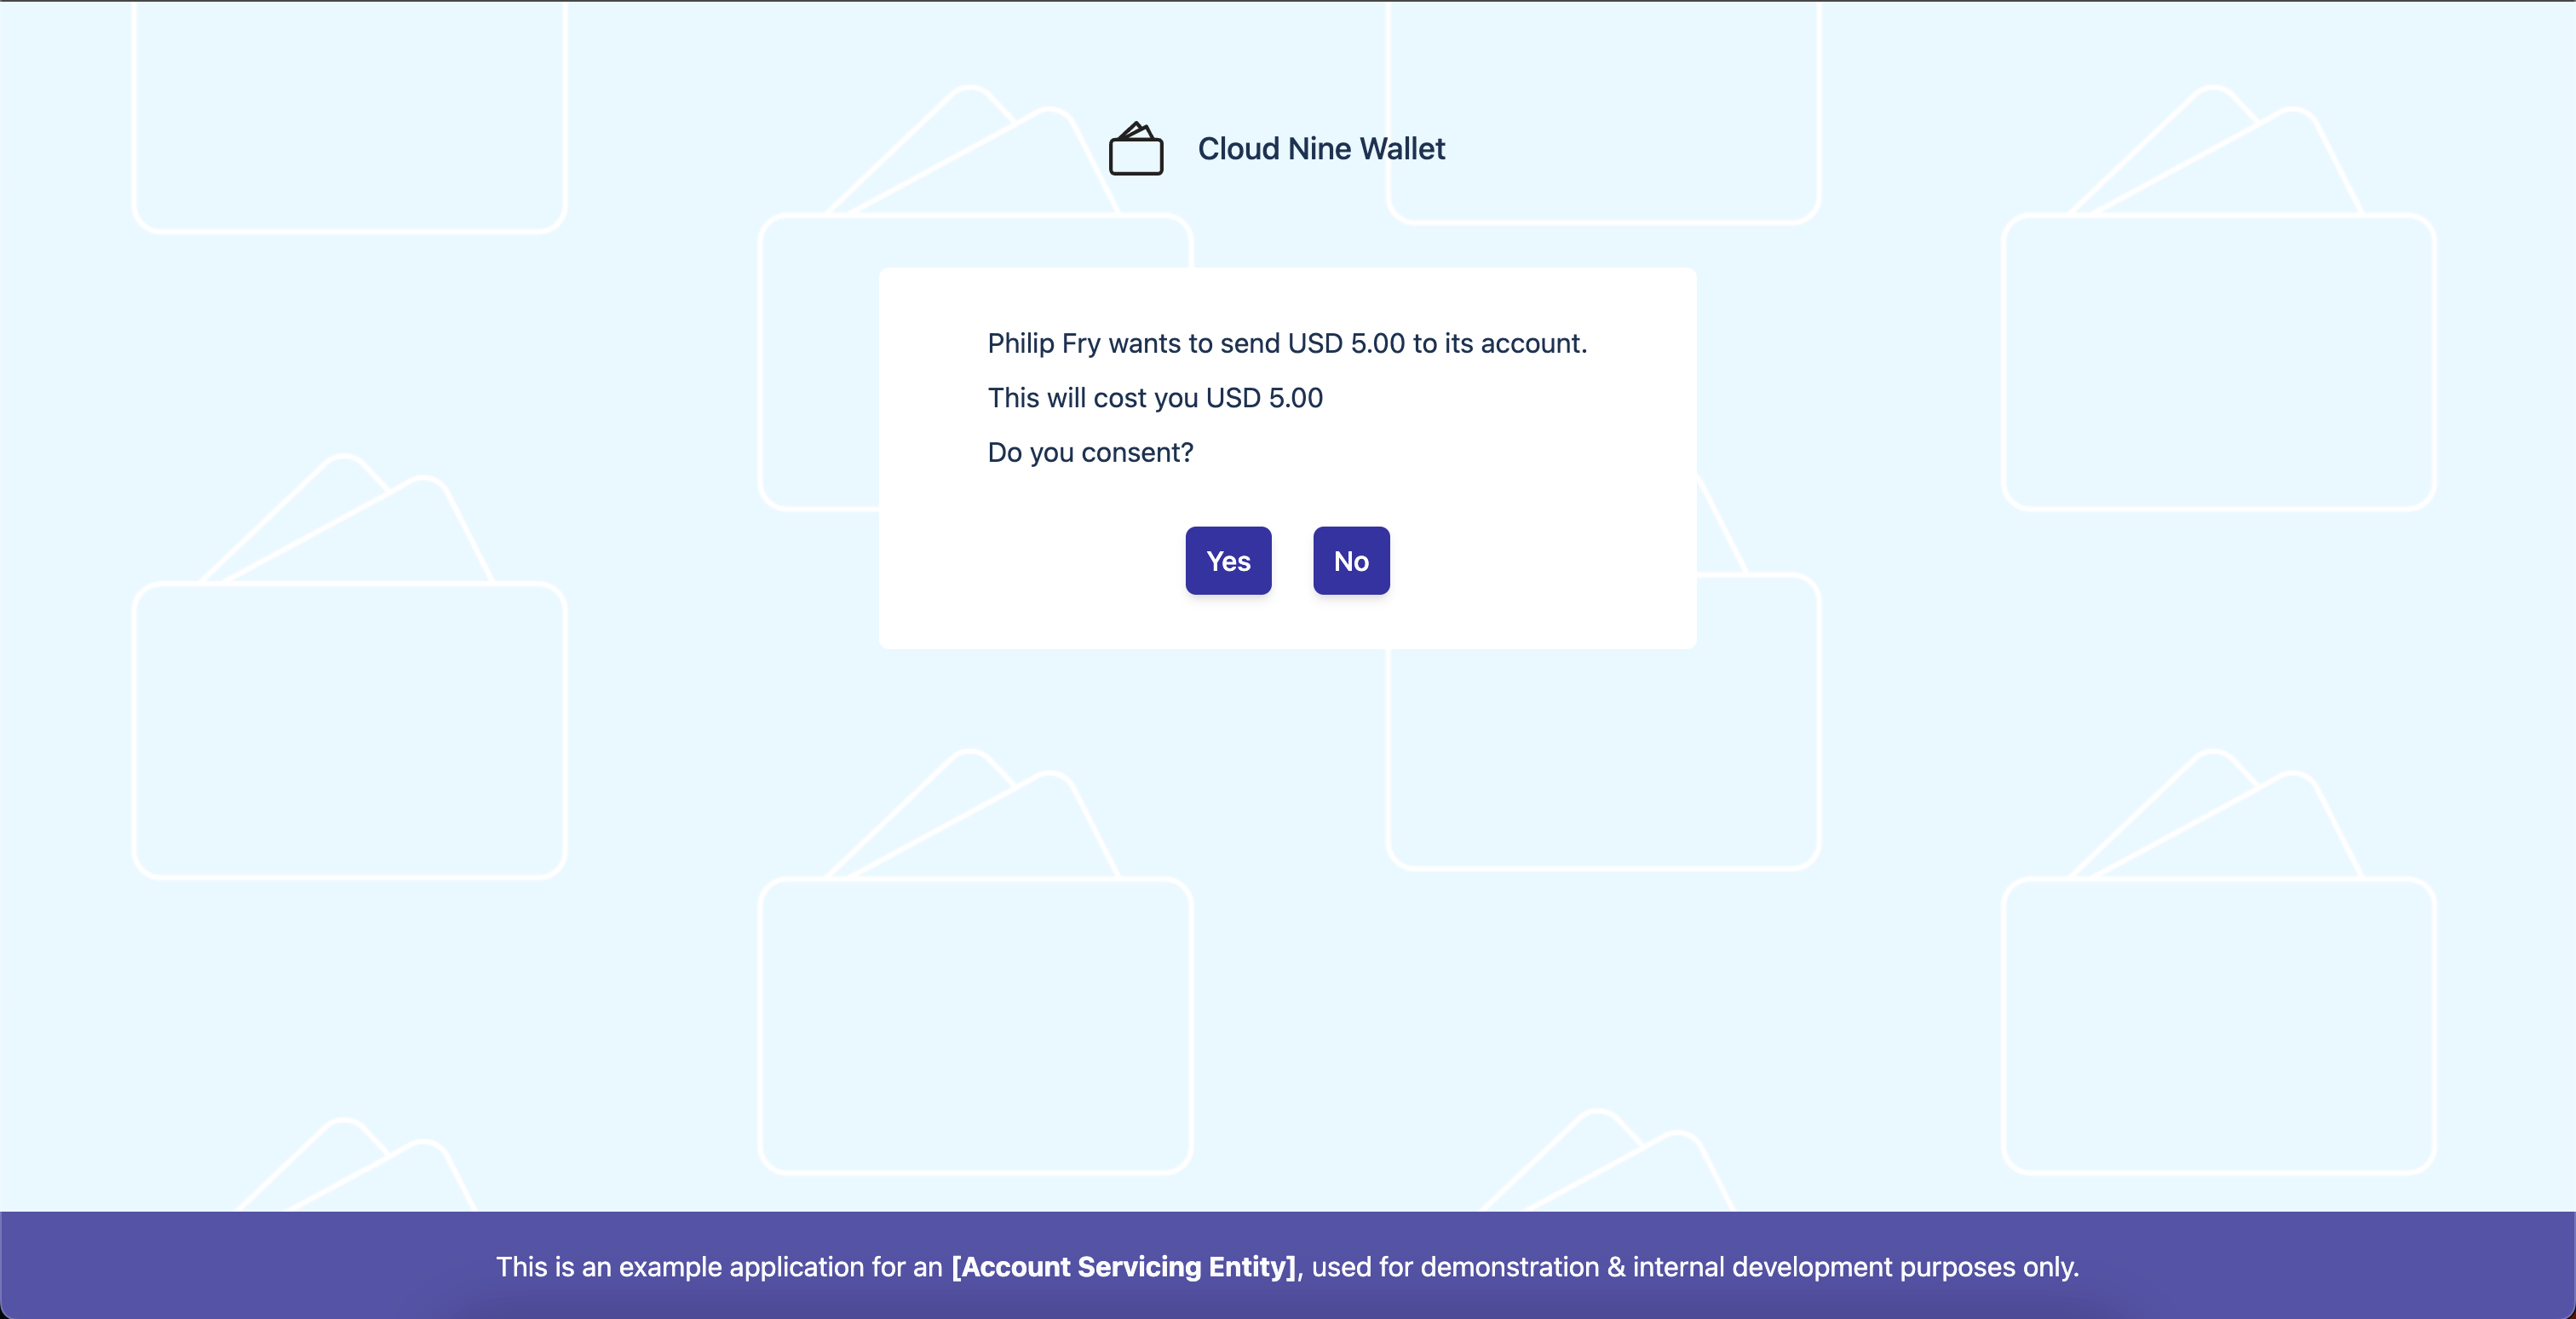 Cloud Nine Wallet
Philip Fry wants to send USD 5.00 to its account.
This will cost you USD 5.00
Do you consent?
Yes No
This is an example application for an [Account Servicing Entity], used for demonstration & internal development purposes only.